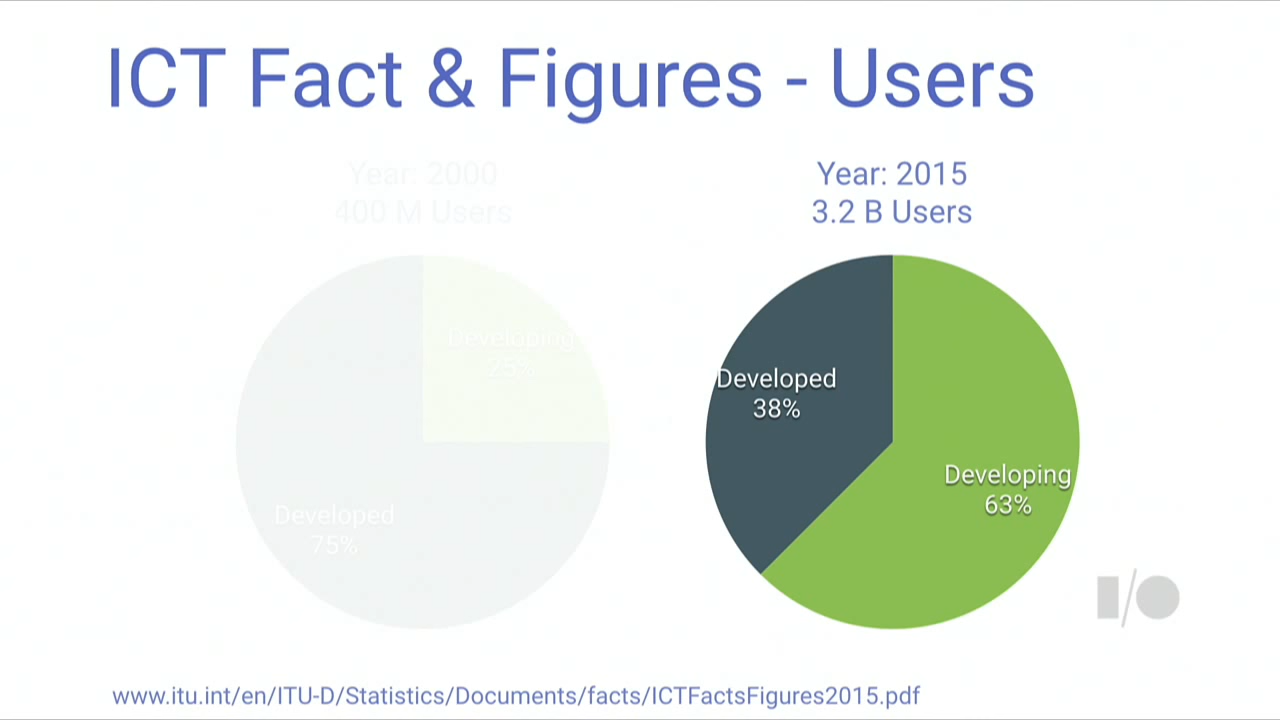 ICT Fact & Figures - Users
Year: 2000
400 M Users
Developing
25%
Developed
75%
Year: 2015
3.2 B Users
Developed
38%
Developing
63%
I/O
www.itu.int/en/ITU-D/Statistics/Documents/facts/ICTFactsFigures2015.pdf